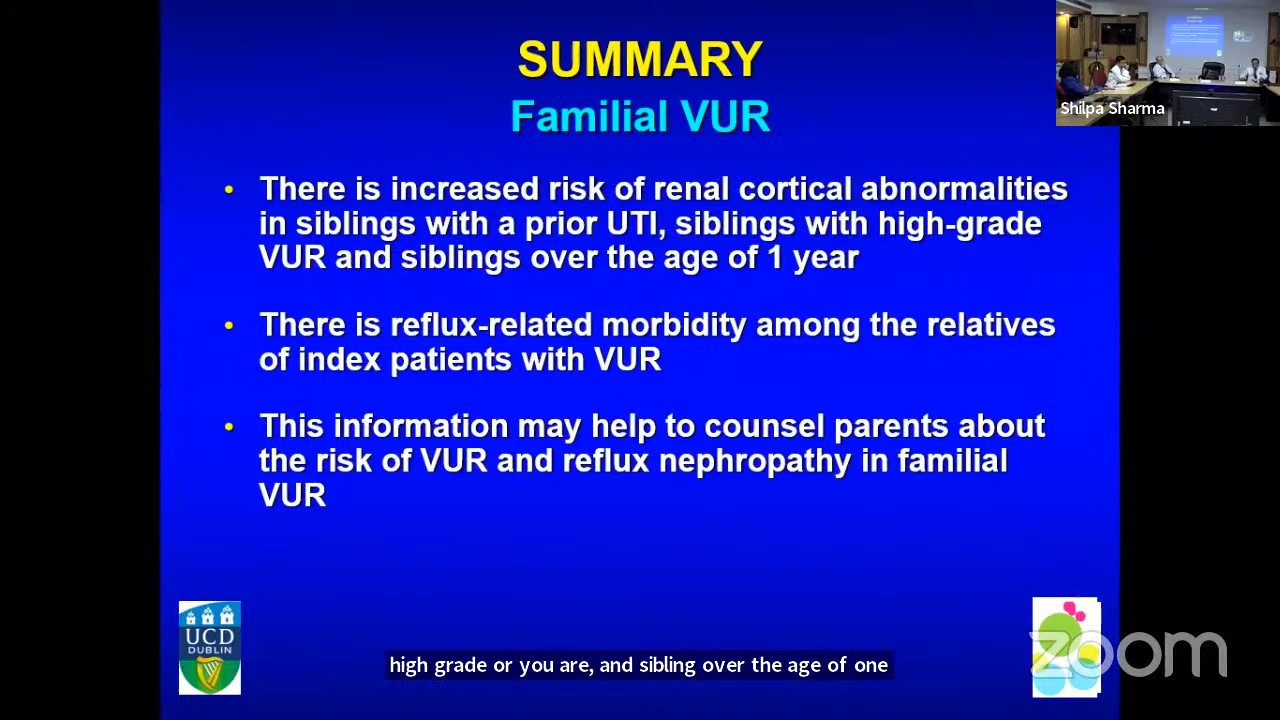 SUMMARY
Familial VUR
Shilpa Sharma
• There is increased risk of renal cortical abnormalities
in siblings with a prior UTI, siblings with high-grade
VUR and siblings over the age of 1 year
• There is reflux-related morbidity among the relatives
of index patients with VUR
• This information may help to counsel parents about
the risk of VUR and reflux nephropathy in familial
VUR
UCD
DUBLIN
zoom
high grade or you are, and sibling over the age of one